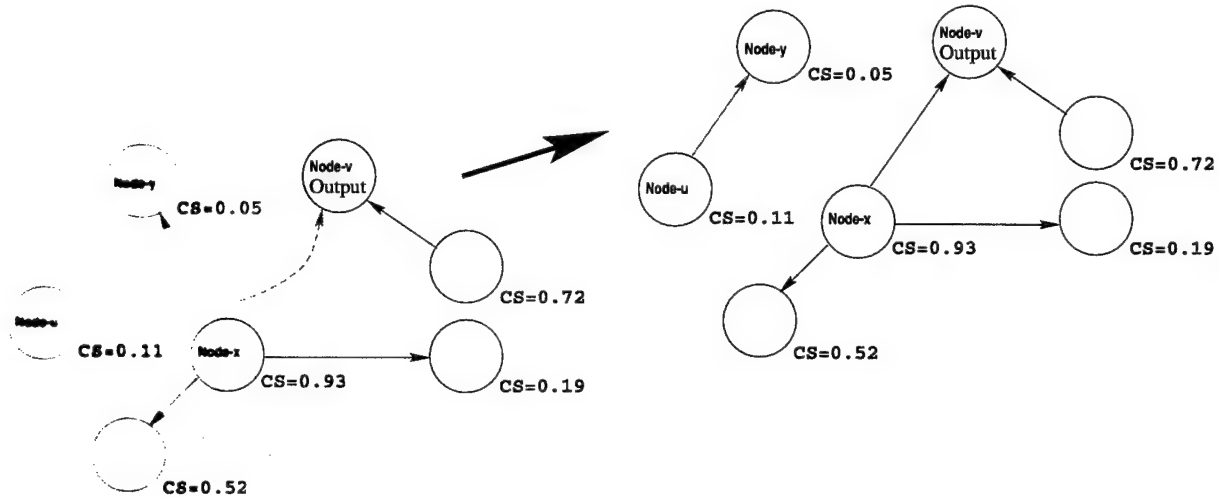 Node-y
CS=0.05
Node-v
Output
CS=0.72
Node-u
CS=0.11
Node-x
CS=0.93
CS=0.19
CS=0.52
Node-y
CS=0.05
Node-v
Output
CS=0.72
Node-u
CS=0.11
Node-x
CS=0.93
CS=0.19
CS=0.52